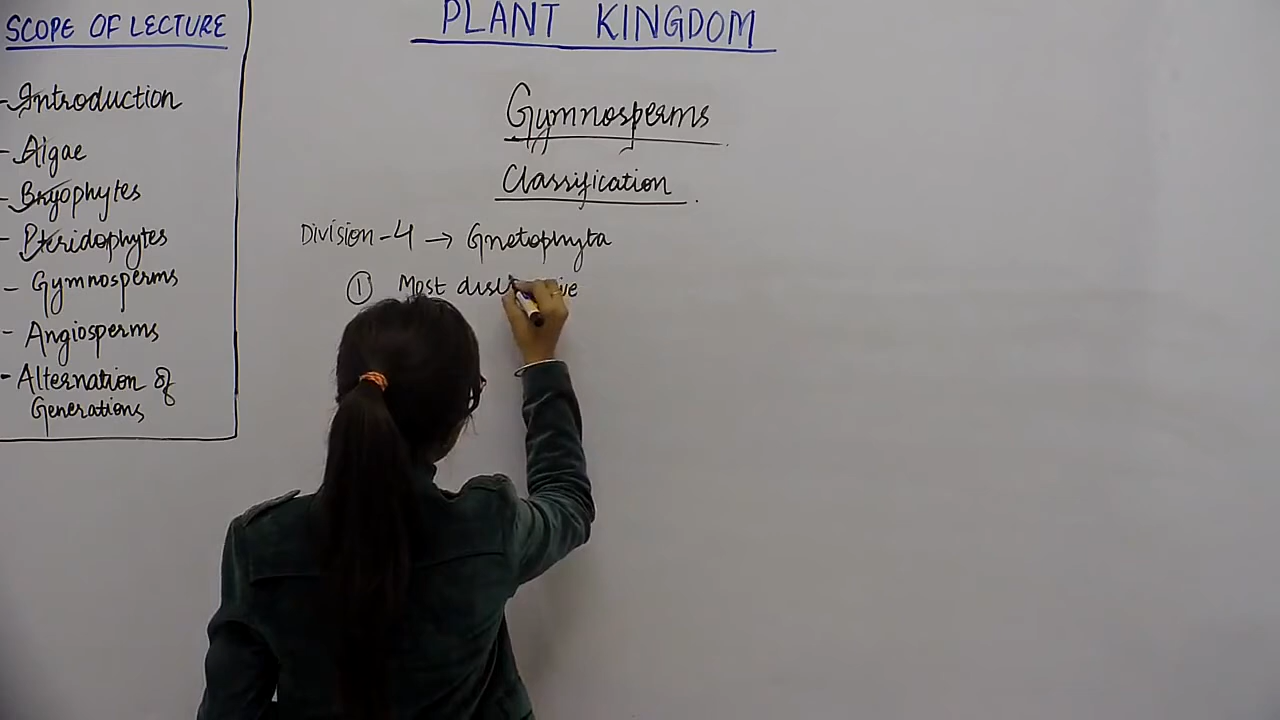 SCOPE OF LECTURE
- Introduction
- Algae
- Bryophytes
- Pteridophytes
- Gymnosperms
- Angiosperms
- Alternation of
Generations
PLANT KINGDOM
Gymnosperms
Classification
Division-4 → Gnetophyta
① Most